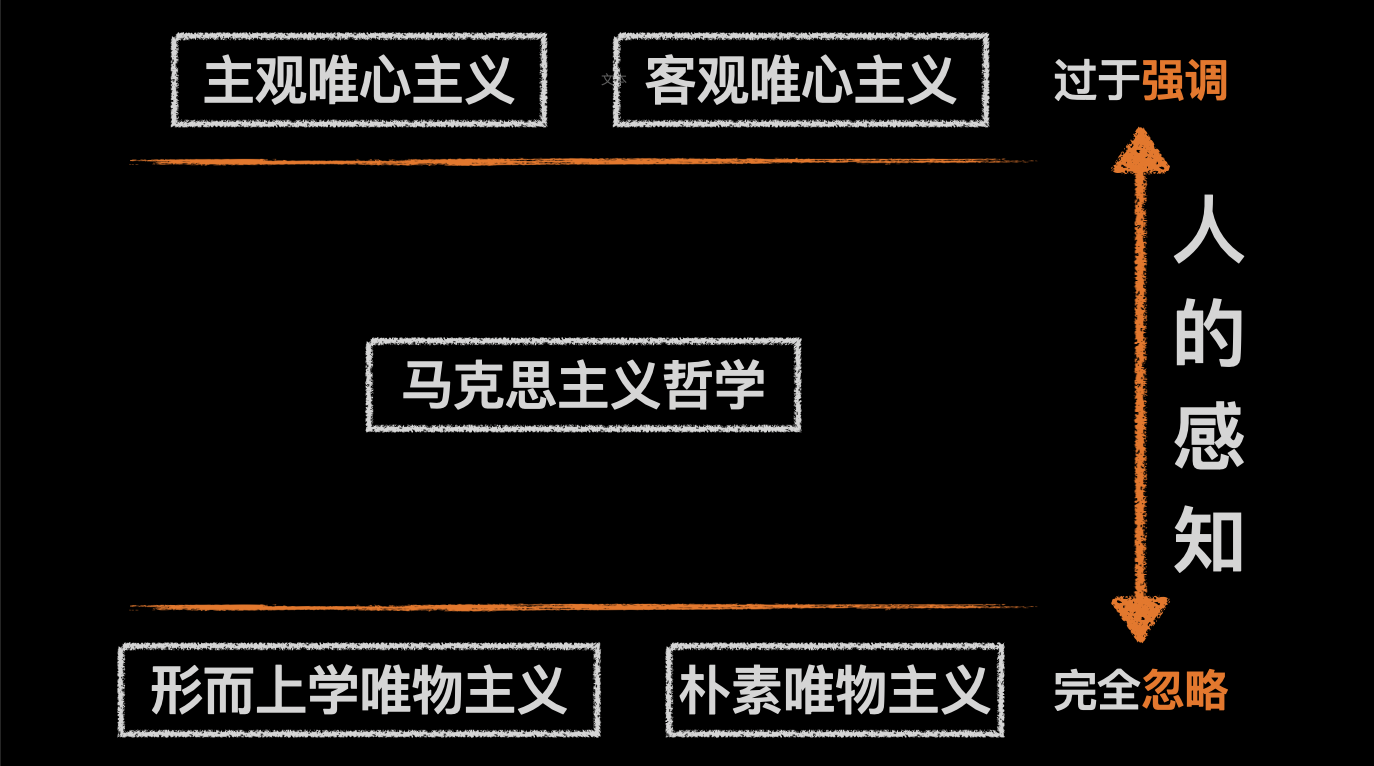 主观唯心主义
文本
客观唯心主义
过于强调
人的感知
马克思主义哲学
形而上学唯物主义
朴素唯物主义
完全忽略